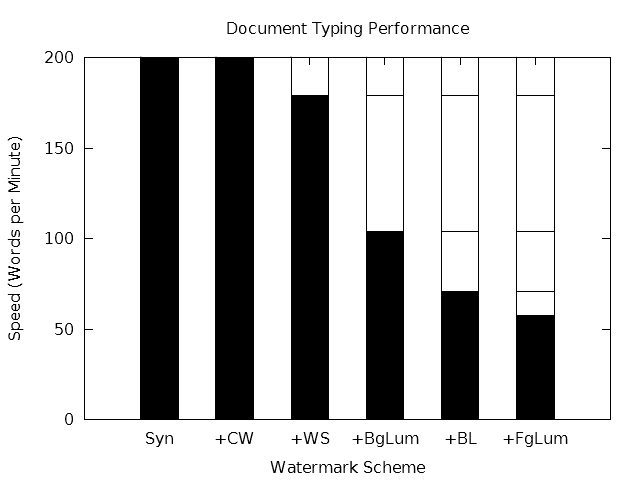 Document Typing Performance
200
150
100
50
0
Speed (Words per Minute)
Syn +CW +WS +BgLum +BL +FgLum
Watermark Scheme